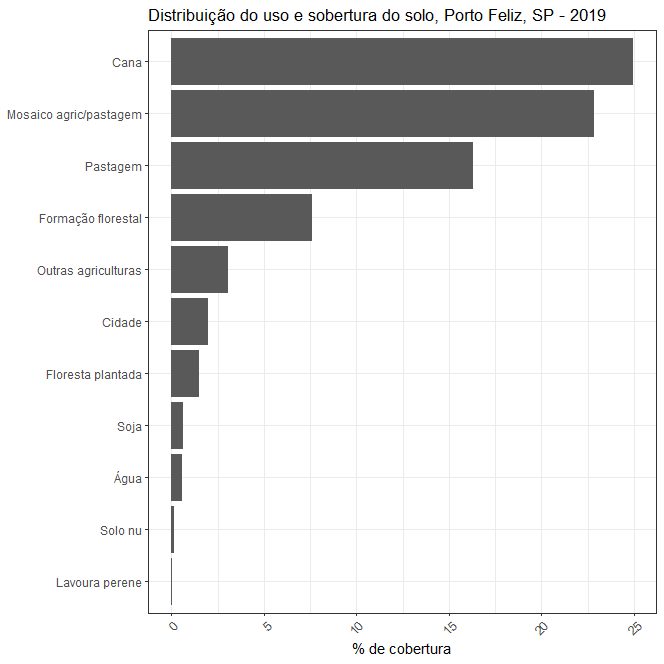 Distribuição do uso e sobertura do solo, Porto Feliz, SP - 2019
Cana
Mosaico agric/pastagem
Pastagem
Formação florestal
Outras agriculturas
Cidade
Floresta plantada
Soja
Água
Solo nu
Lavoura perene
0 5 10 15 20 25
% de cobertura